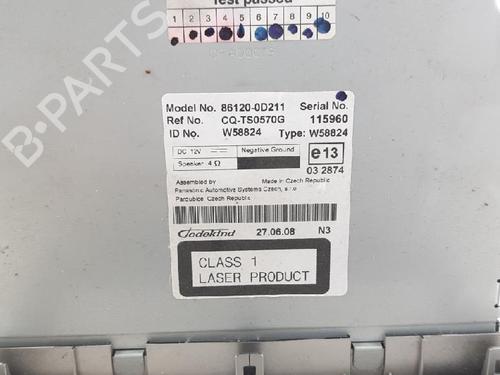 Test passed
1 2 3 4 5 6 7 8 9 10
Model No. 86120-0D211 Serial No.
Ref No. CQ-TS0570G 115960
ID No. W58824 Type: W58824
DC 12V Negative Ground
Speaker 4Ω
e13
03 2874
Assembled by Made in Czech Republic
Panasonic Automotive Systems Czech, s.r.o
Pardubice Czech Republic
27.06.08 N3
CLASS 1
LASER PRODUCT
B-PARTS